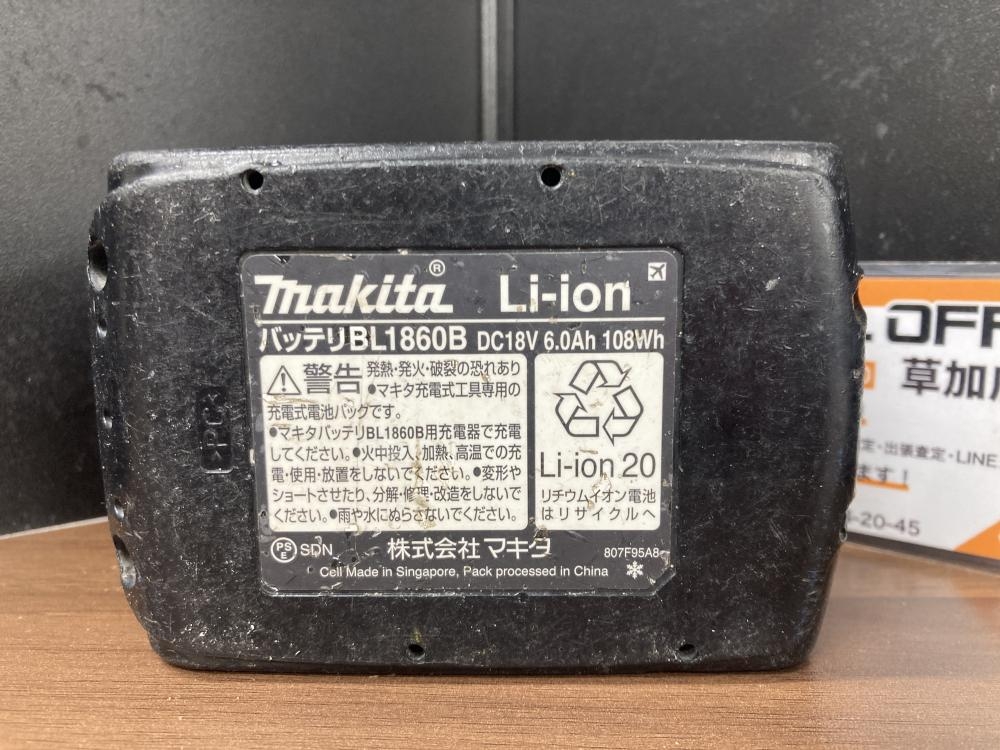 makita® Li-ion
バッテリBL1860B DC18V 6.0Ah 108Wh
警告 発熱・発火・破裂の恐れあり
●マキタ充電式工具専用の
充電式電池パックです。
●マキタバッテリBL1860B用充電器で充電
してください。●火中投入、加熱、高温での充
電・使用・放置をしないでください。●変形や
ショートさせたり、分解・修理・改造をしないで
ください。●雨や水にぬらさないでください。
Li-ion 20
リチウムイオン電池
はリサイクルへ
PSE SDN 株式会社マキタ 807F95A8
Cell Made in Singapore, Pack processed in China
>PC<
OFF
草加
・出張査定・LINE
ます!
-20-45